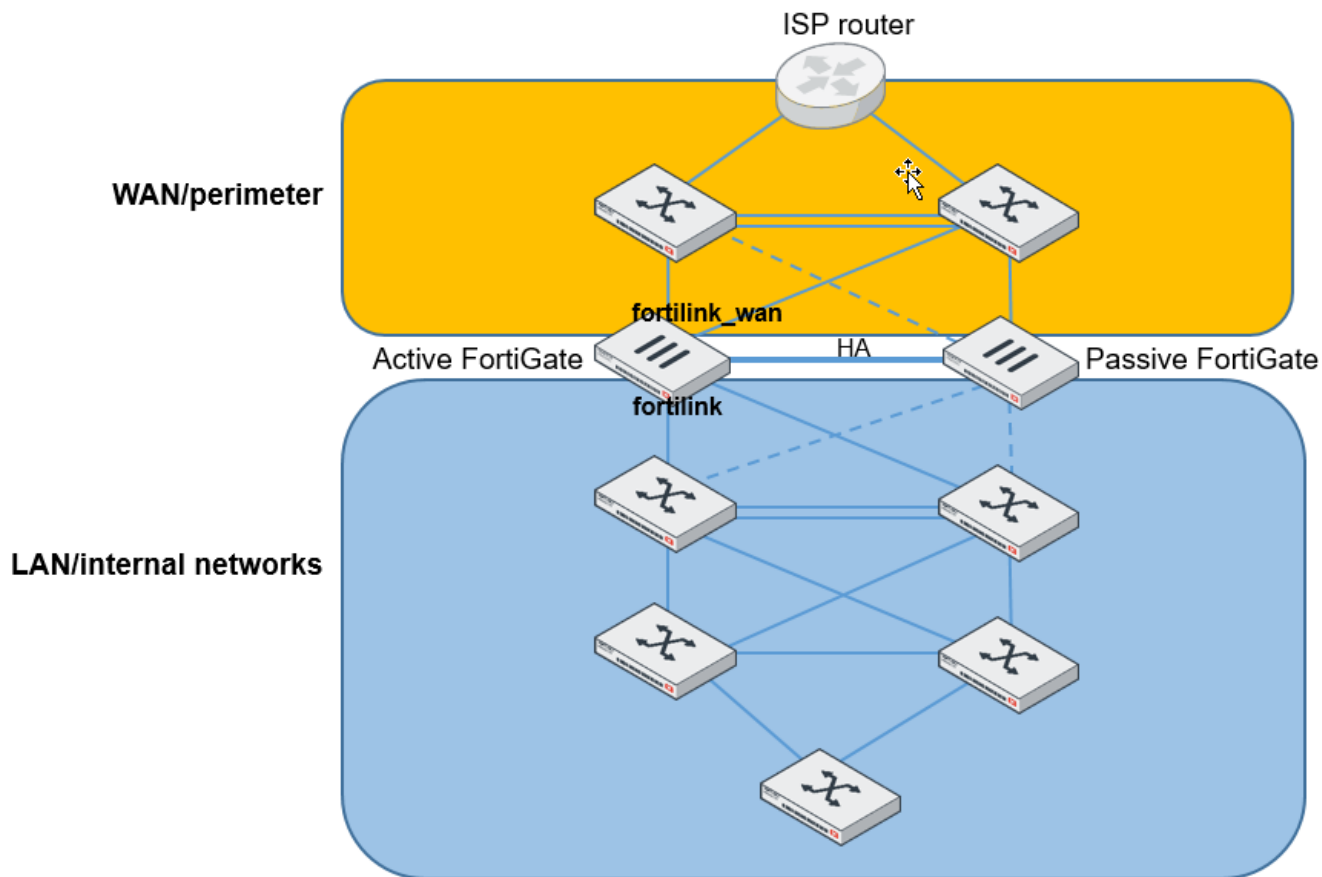 ISP router
WAN/perimeter
fortilink_wan
Active FortiGate
HA
Passive FortiGate
fortilink
LAN/internal networks